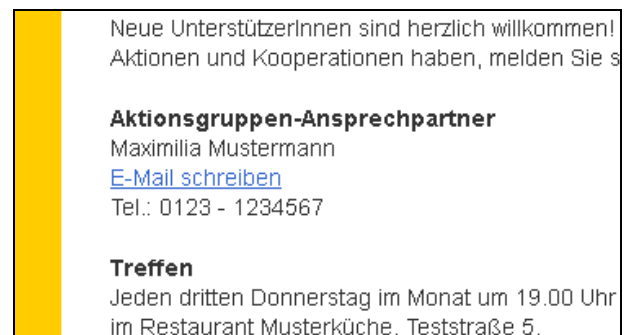 Neue UnterstützerInnen sind herzlich willkommen!
Aktionen und Kooperationen haben, melden Sie s
Aktionsgruppen-Ansprechpartner
Maximilia Mustermann
E-Mail schreiben
Tel.: 0123 - 1234567
Treffen
Jeden dritten Donnerstag im Monat um 19.00 Uhr
im Restaurant Musterküche, Teststraße 5.